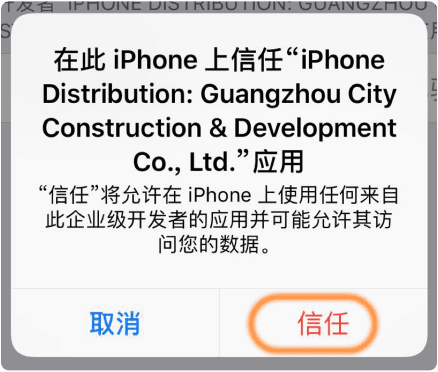 开发者 "IPHONE DISTRIBUTION: GUANGZHOU
在此 iPhone 上信任“iPhone
Distribution: Guangzhou City
Construction & Development
Co., Ltd.”应用
“信任”将允许在 iPhone 上使用任何来自
此企业级开发者的应用并可能允许其访
问您的数据。
取消
信任